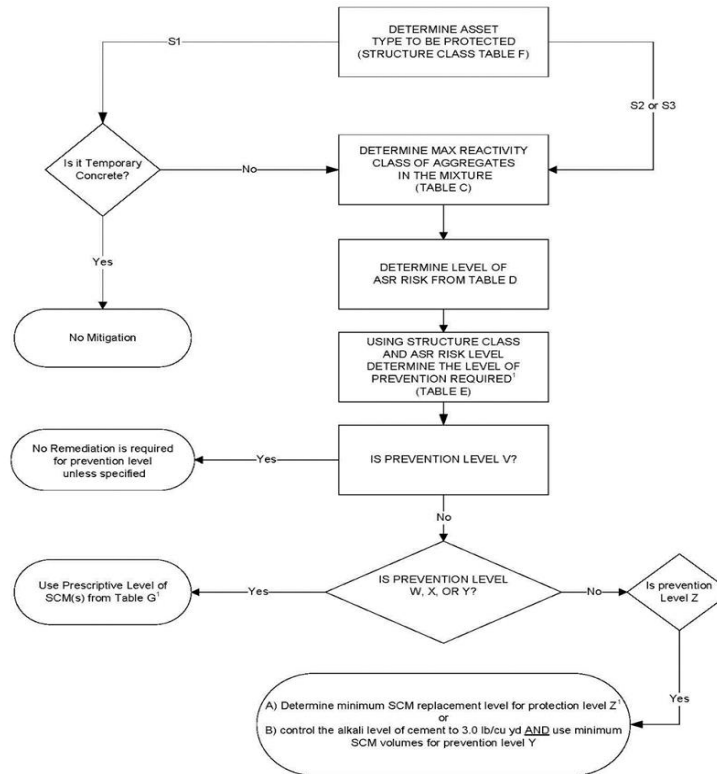 DETERMINE ASSET
TYPE TO BE PROTECTED
(STRUCTURE CLASS TABLE F)
S1
S2 or S3
Is it Temporary
Concrete?
No
DETERMINE MAX REACTIVITY
CLASS OF AGGREGATES
IN THE MIXTURE
(TABLE C)
Yes
DETERMINE LEVEL OF
ASR RISK FROM TABLE D
No Mitigation
USING STRUCTURE CLASS
AND ASR RISK LEVEL
DETERMINE THE LEVEL OF
PREVENTION REQUIRED¹
(TABLE E)
No Remediation is required
for prevention level
unless specified
Yes
IS PREVENTION LEVEL V?
No
Use Prescriptive Level of
SCM(s) from Table G¹
Yes
IS PREVENTION LEVEL
W, X, OR Y?
No
Is prevention
Level Z
Yes
A) Determine minimum SCM replacement level for protection level Z¹
or
B) control the alkali level of cement to 3.0 lb/cu yd AND use minimum
SCM volumes for prevention level Y